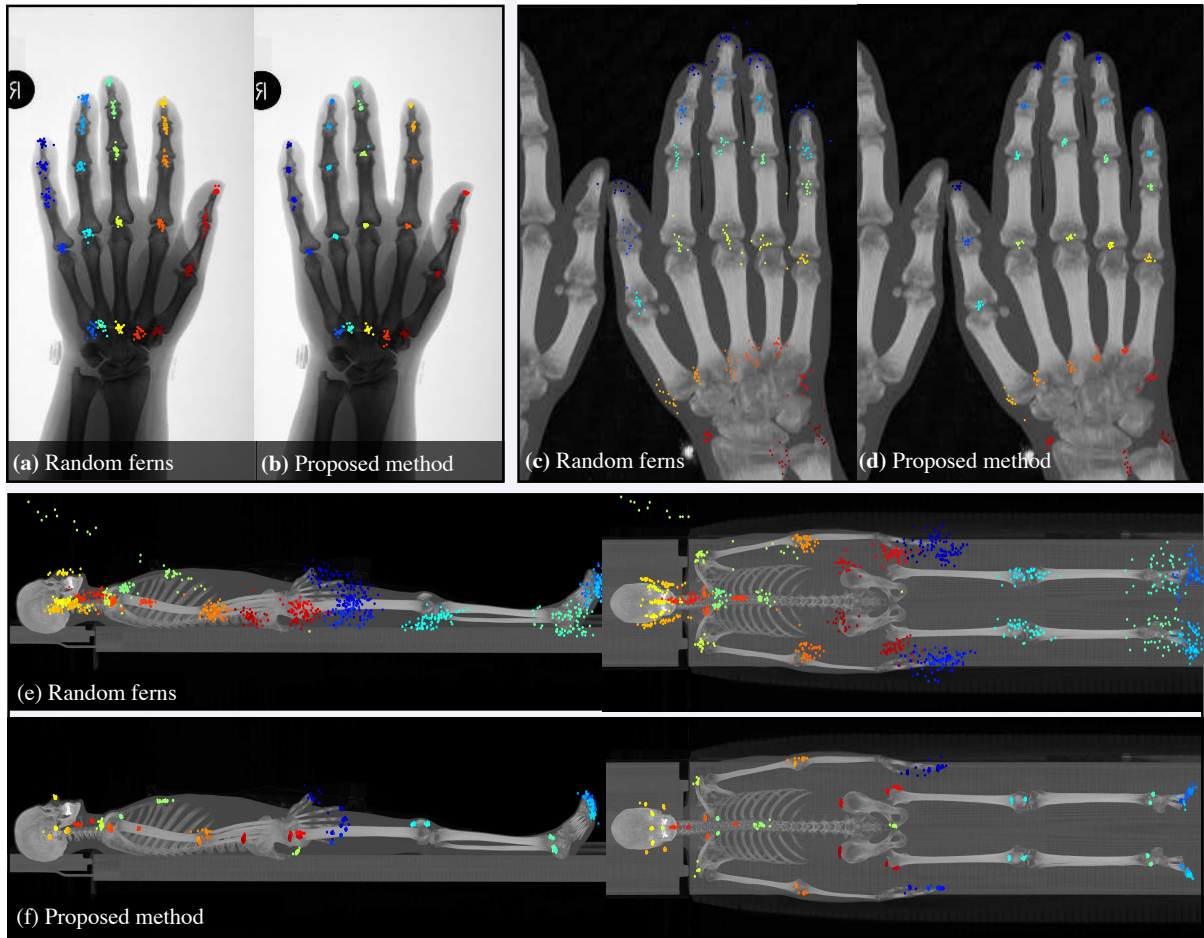 (a) Random ferns
(b) Proposed method
(c) Random ferns
(d) Proposed method
(e) Random ferns
(f) Proposed method